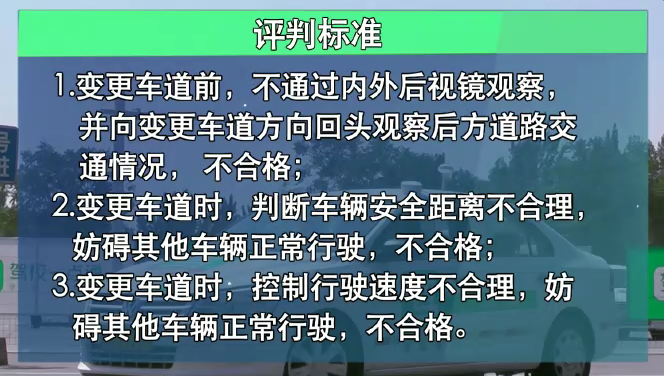 评判标准
1.变更车道前，不通过内外后视镜观察，
并向变更车道方向回头观察后方道路交
通情况， 不合格；
2.变更车道时，判断车辆安全距离不合理，
妨碍其他车辆正常行驶，不合格；
3.变更车道时，控制行驶速度不合理，妨
碍其他车辆正常行驶，不合格。